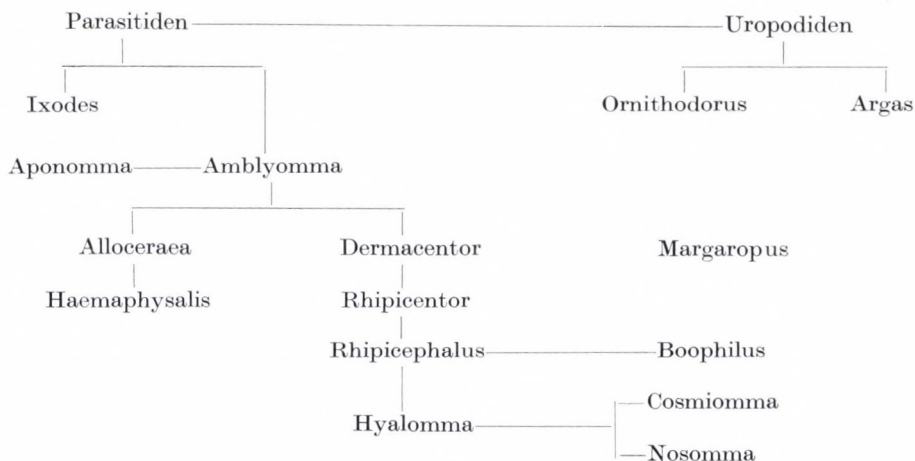 Parasitiden Uropodiden
Ixodes Ornithodorus Argas
Aponomma Amblyomma
Alloceraea Dermacentor Margaropus
Haemaphysalis Rhipicentor
Rhipicephalus Boophilus
Cosmiomma
Hyalomma
Nosomma